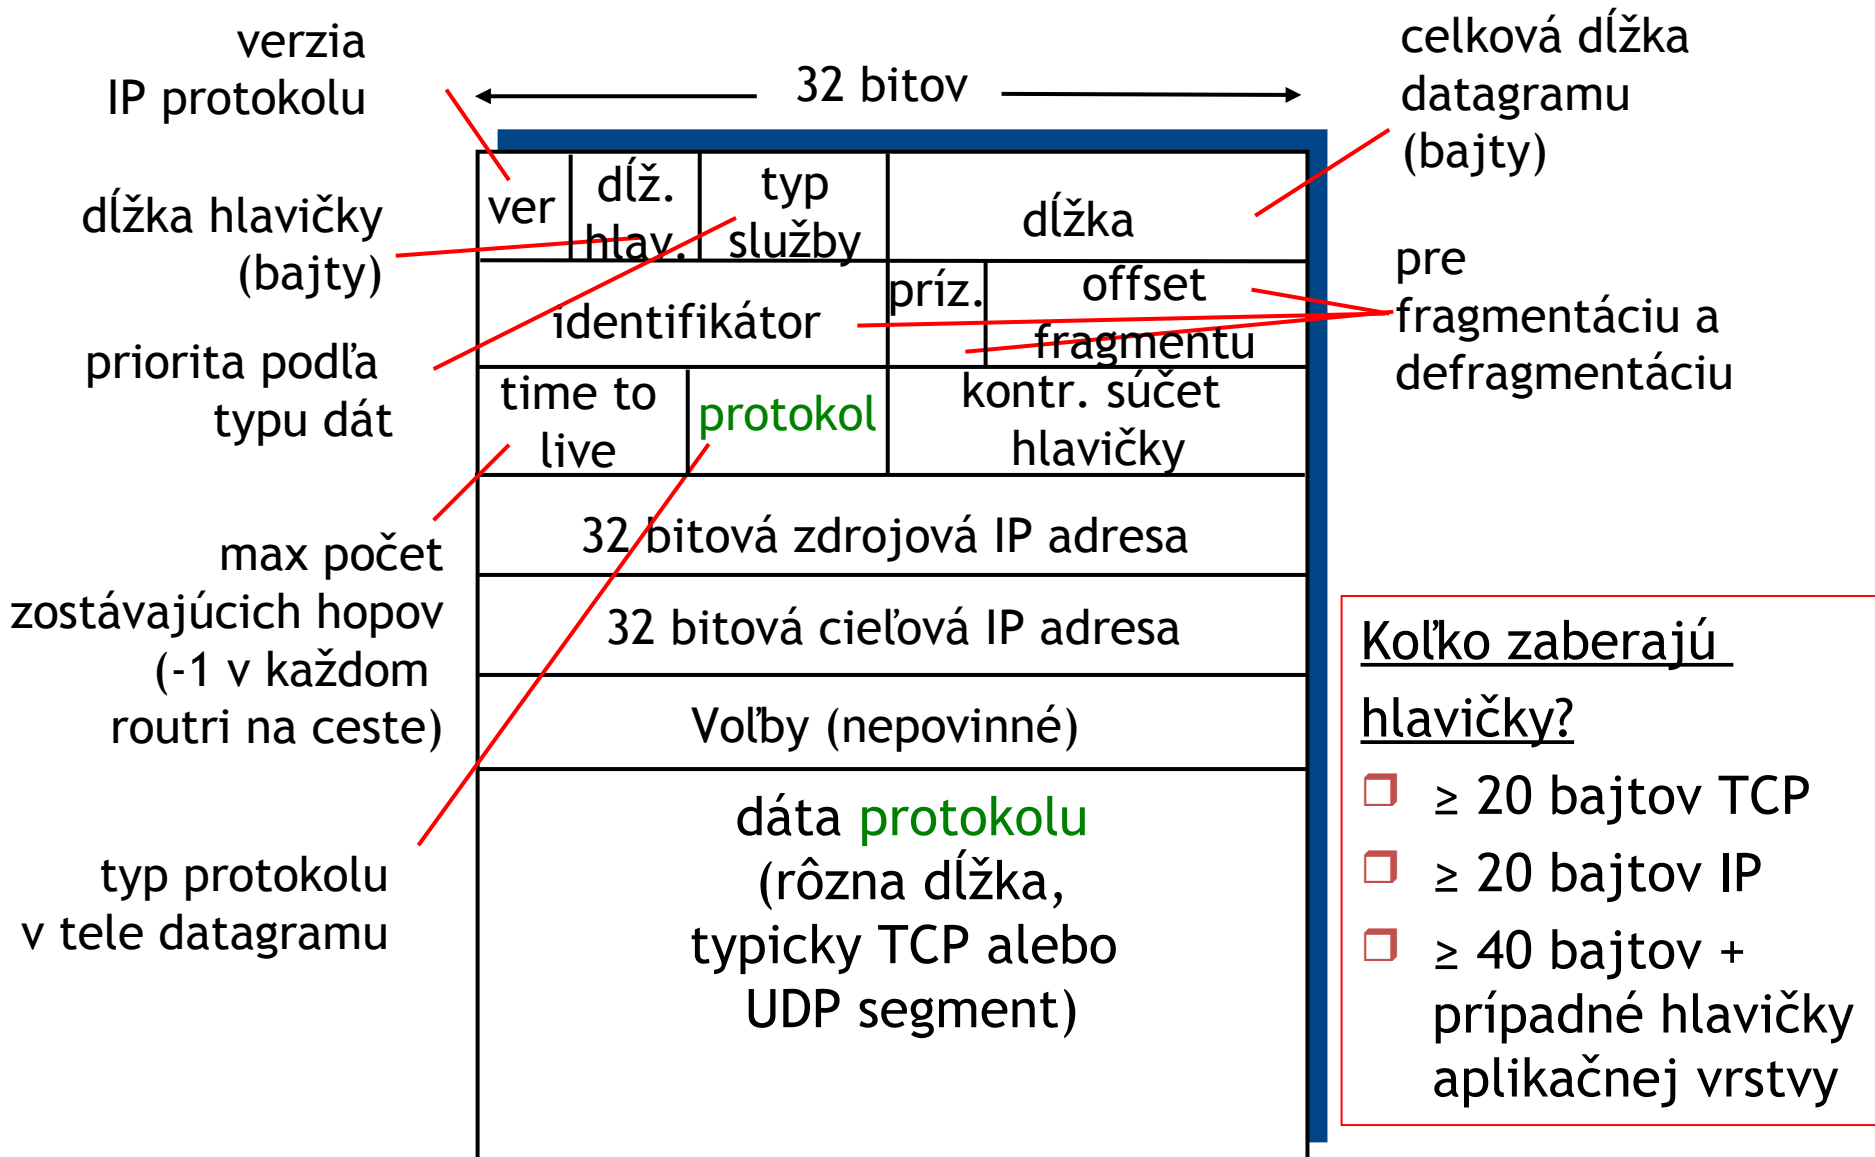 verzia
IP protokolu
32 bitov
celková dĺžka
datagramu
(bajty)
ver
dĺž.
hlav.
typ
služby
dĺžka
dĺžka hlavičky
(bajty)
identifikátor
príz.
offset
fragmentu
pre
fragmentáciu a
defragmentáciu
priorita podľa
typu dát
time to
live
protokol
kontr. súčet
hlavičky
32 bitová zdrojová IP adresa
max počet
zostávajúcich hopov
(-1 v každom
routri na ceste)
32 bitová cieľová IP adresa
Voľby (nepovinné)
typ protokolu
v tele datagramu
dáta protokolu
(rôzna dĺžka,
typicky TCP alebo
UDP segment)
Koľko zaberajú
hlavičky?
❒ ≥ 20 bajtov TCP
❒ ≥ 20 bajtov IP
❒ ≥ 40 bajtov +
prípadné hlavičky
aplikačnej vrstvy